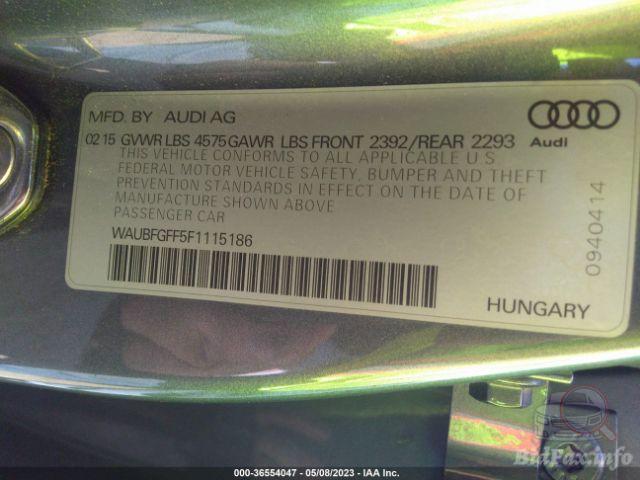 MFD. BY AUDI AG
02 15 GVWR LBS 4575 GAWR LBS FRONT 2392/REAR 2293
Audi
THIS VEHICLE CONFORMS TO ALL APPLICABLE U S
FEDERAL MOTOR VEHICLE SAFETY, BUMPER AND THEFT
PREVENTION STANDARDS IN EFFECT ON THE DATE OF
MANUFACTURE SHOWN ABOVE
PASSENGER CAR
WAUBFGFF5F1115186
0940414
HUNGARY
BidFax.info
000-36554047 - 05/08/2023 - IAA Inc.